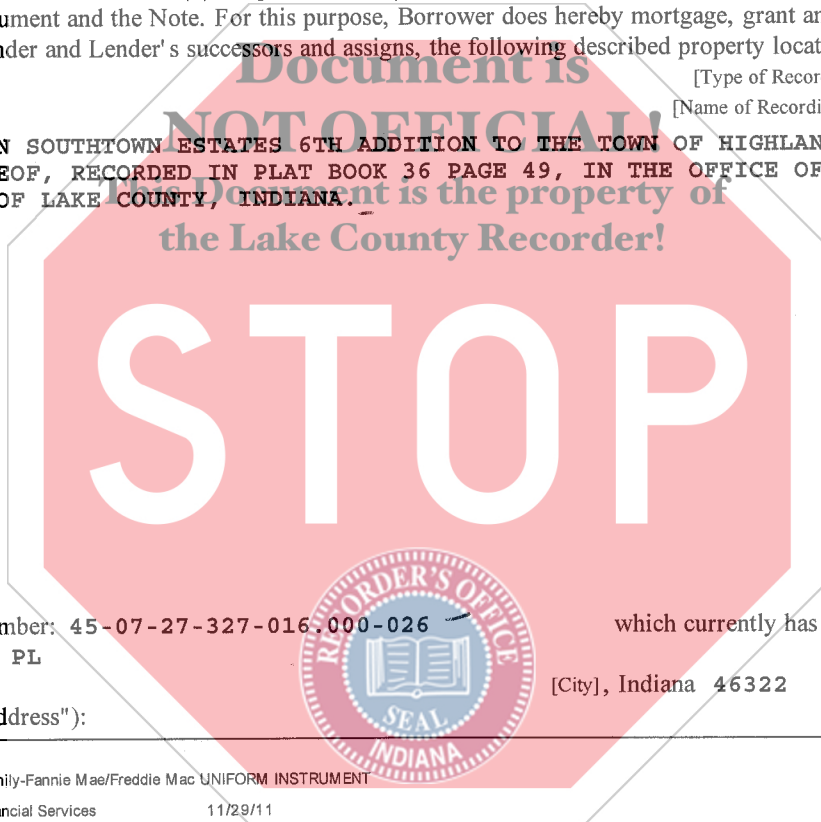 ument and the Note. For this purpose, Borrower does hereby mortgage, grant an
nder and Lender's successors and assigns, the following described property locat
Document is
[Type of Recor
[Name of Recordi
NOT OFFICIAL!
N SOUTHTOWN ESTATES 6TH ADDITION TO THE TOWN OF HIGHLAN
EOF, RECORDED IN PLAT BOOK 36 PAGE 49, IN THE OFFICE OF
This Document is the property of
OF LAKE COUNTY, INDIANA.
the Lake County Recorder!
STOP
RECORDER'S OFFICE
SEAL
INDIANA
mber: 45-07-27-327-016.000-026 which currently has
PL
[City], Indiana 46322
ddress"):
nily-Fannie Mae/Freddie Mac UNIFORM INSTRUMENT
ancial Services 11/29/11